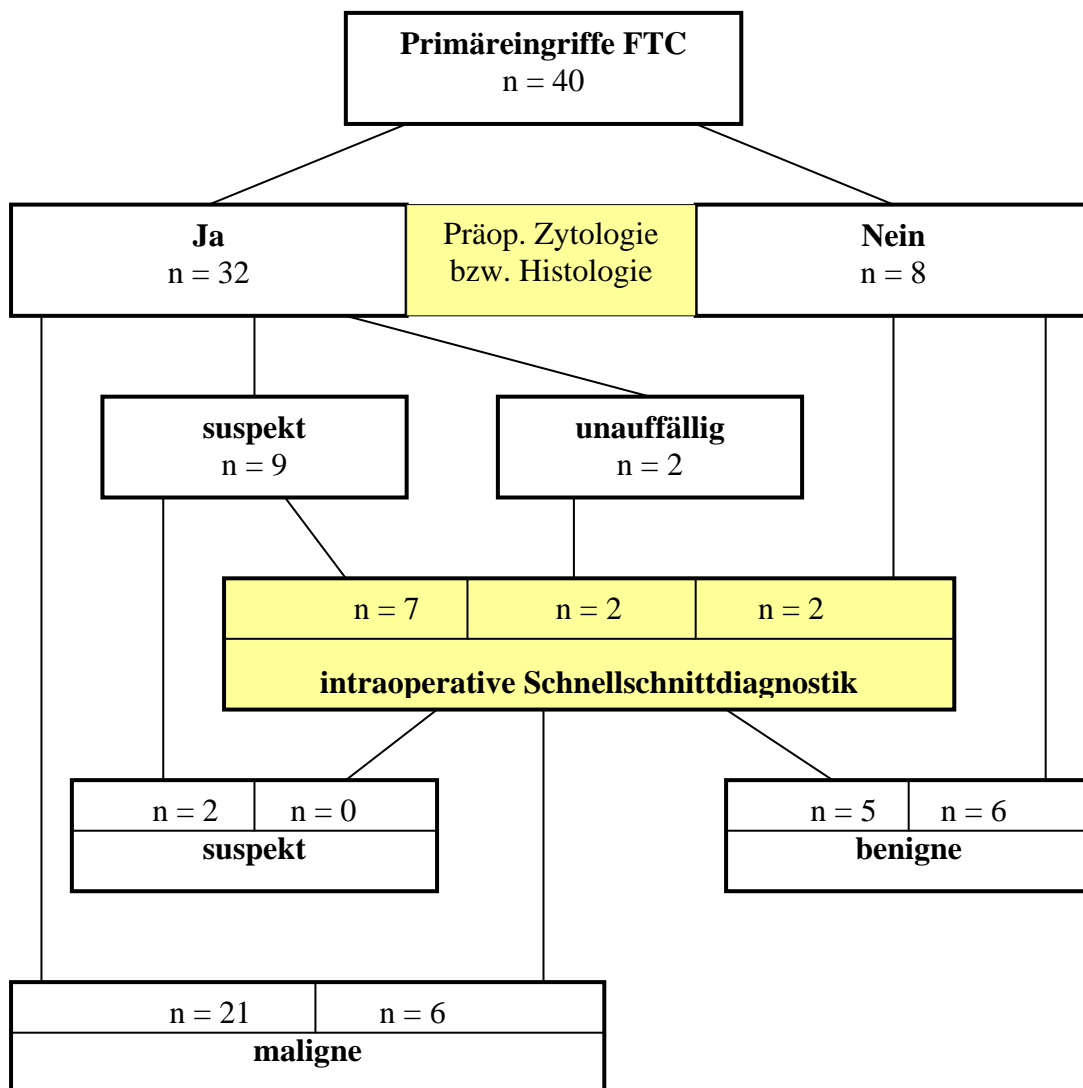 Primäreingriffe FTC
n = 40
Ja
n = 32
Präop. Zytologie
bzw. Histologie
Nein
n = 8
suspekt
n = 9
unauffällig
n = 2
n = 7
n = 2
n = 2
intraoperative Schnellschnittdiagnostik
n = 2
n = 0
suspekt
n = 5
n = 6
benigne
n = 21
n = 6
maligne